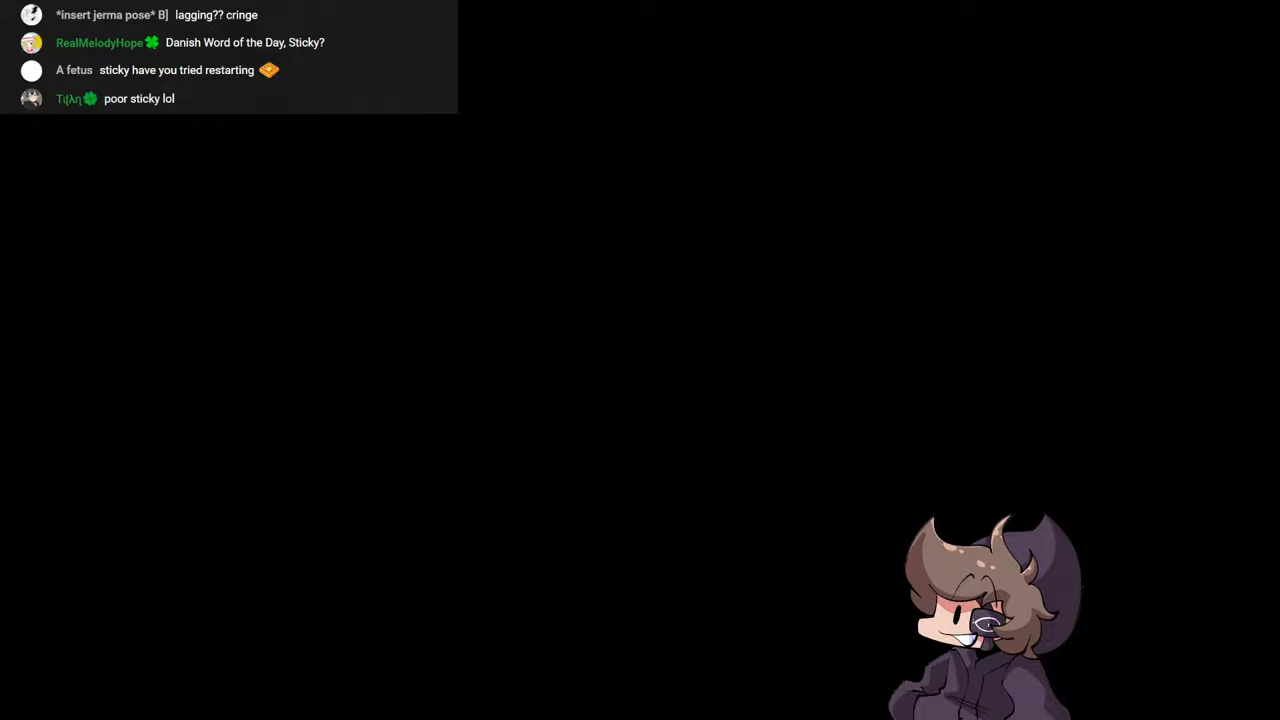 *insert jerma pose* B] lagging?? cringe
RealMelodyHope Danish Word of the Day, Sticky?
A fetus sticky have you tried restarting
poor sticky lol